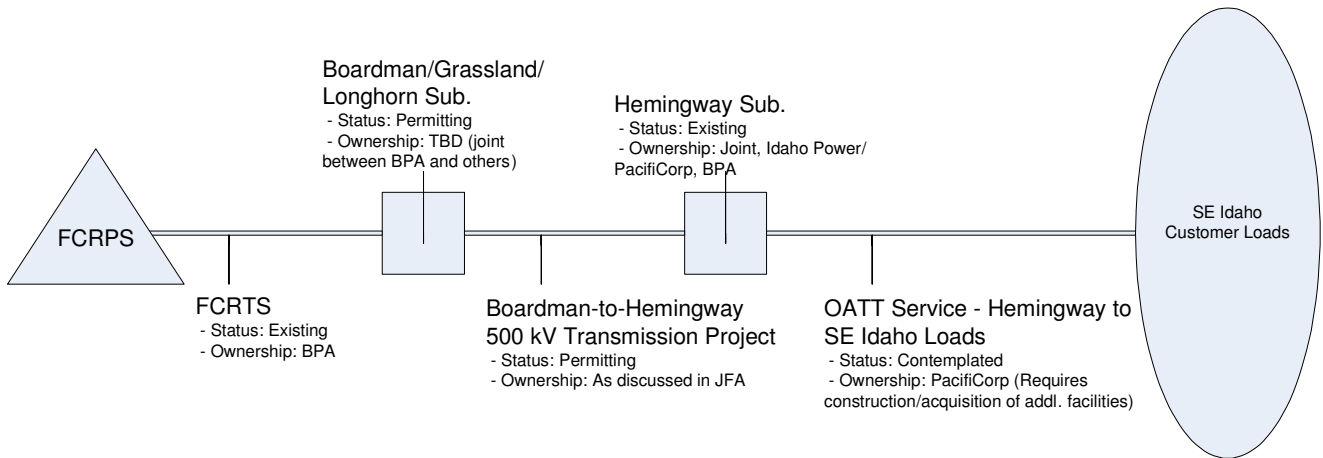 Boardman/Grassland/
Longhorn Sub.
- Status: Permitting
- Ownership: TBD (joint
between BPA and others)
Hemingway Sub.
- Status: Existing
- Ownership: Joint, Idaho Power/
PacifiCorp, BPA
FCRPS
SE Idaho
Customer Loads
FCRTS
- Status: Existing
- Ownership: BPA
Boardman-to-Hemingway
500 kV Transmission Project
- Status: Permitting
- Ownership: As discussed in JFA
OATT Service - Hemingway to
SE Idaho Loads
- Status: Contemplated
- Ownership: PacifiCorp (Requires
construction/acquisition of addl. facilities)